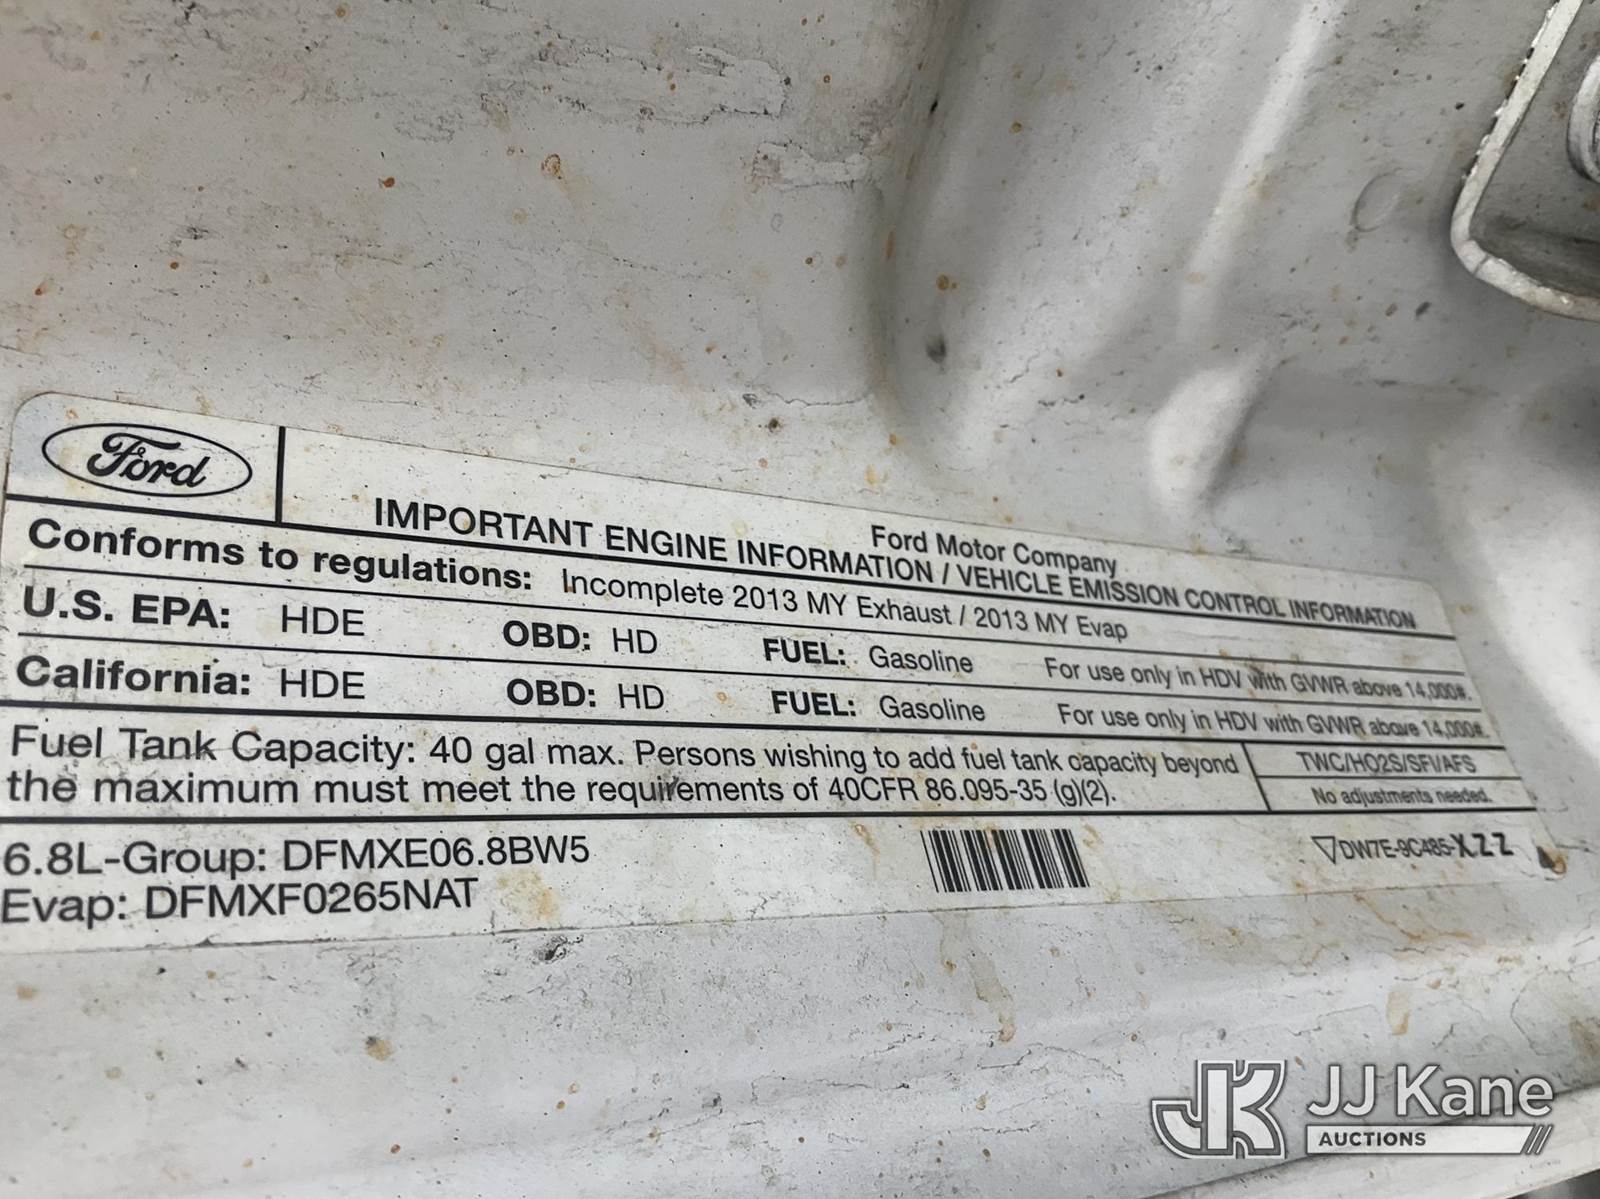 Ford
Ford Motor Company
IMPORTANT ENGINE INFORMATION / VEHICLE EMISSION CONTROL INFORMATION
Conforms to regulations: Incomplete 2013 MY Exhaust / 2013 MY Evap
U.S. EPA: HDE OBD: HD FUEL: Gasoline For use only in HDV with GVWR above 14,000#.
California: HDE OBD: HD FUEL: Gasoline For use only in HDV with GVWR above 14,000#.
Fuel Tank Capacity: 40 gal max. Persons wishing to add fuel tank capacity beyond
the maximum must meet the requirements of 40CFR 86.095-35 (g)(2).
TWC/HO2S/SFI/AFS
No adjustments needed.
6.8L-Group: DFMXE06.8BW5
Evap: DFMXF0265NAT
▽DW7E-9C485-XZZ
JK JJ Kane
AUCTIONS